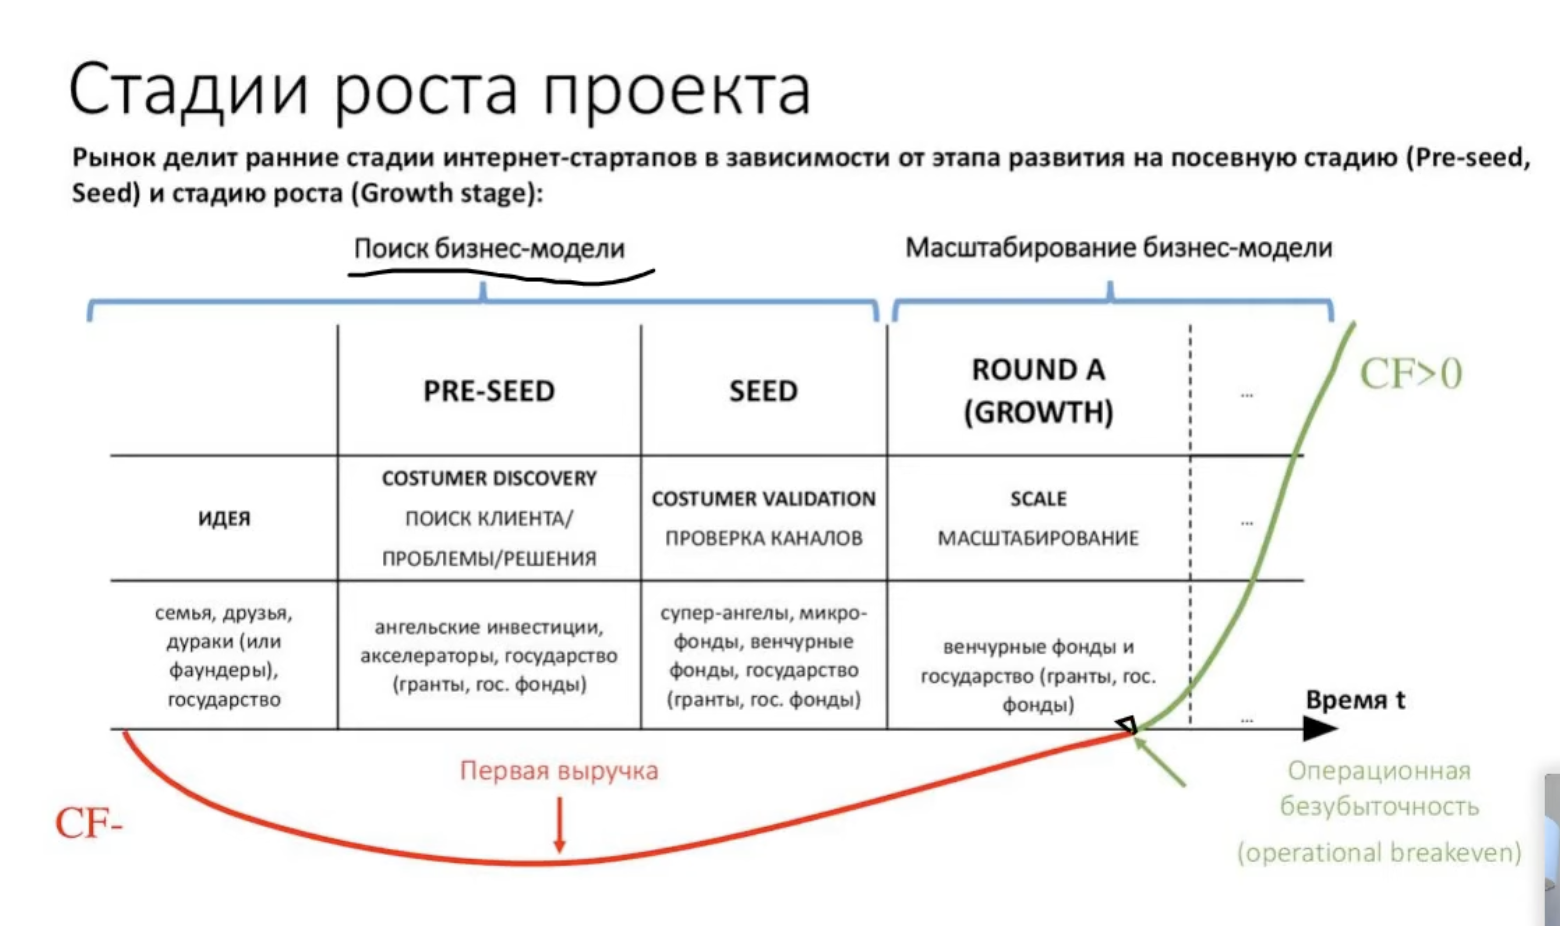 Стадии роста проекта
Рынок делит ранние стадии интернет-стартапов в зависимости от этапа развития на посевную стадию (Pre-seed,
Seed) и стадию роста (Growth stage):
Поиск бизнес-модели
Масштабирование бизнес-модели
PRE-SEED
SEED
ROUND A
(GROWTH)
...
CF>0
ИДЕЯ
COSTUMER DISCOVERY
ПОИСК КЛИЕНТА/
ПРОБЛЕМЫ/РЕШЕНИЯ
COSTUMER VALIDATION
ПРОВЕРКА КАНАЛОВ
SCALE
МАСШТАБИРОВАНИЕ
...
семья, друзья,
дураки (или
фаундеры),
государство
ангельские инвестиции,
акселераторы, государство
(гранты, гос. фонды)
супер-ангелы, микро-
фонды, венчурные
фонды, государство
(гранты, гос. фонды)
венчурные фонды и
государство (гранты, гос.
фонды)
...
Время t
CF-
Первая выручка
Операционная
безубыточность
(operational breakeven)